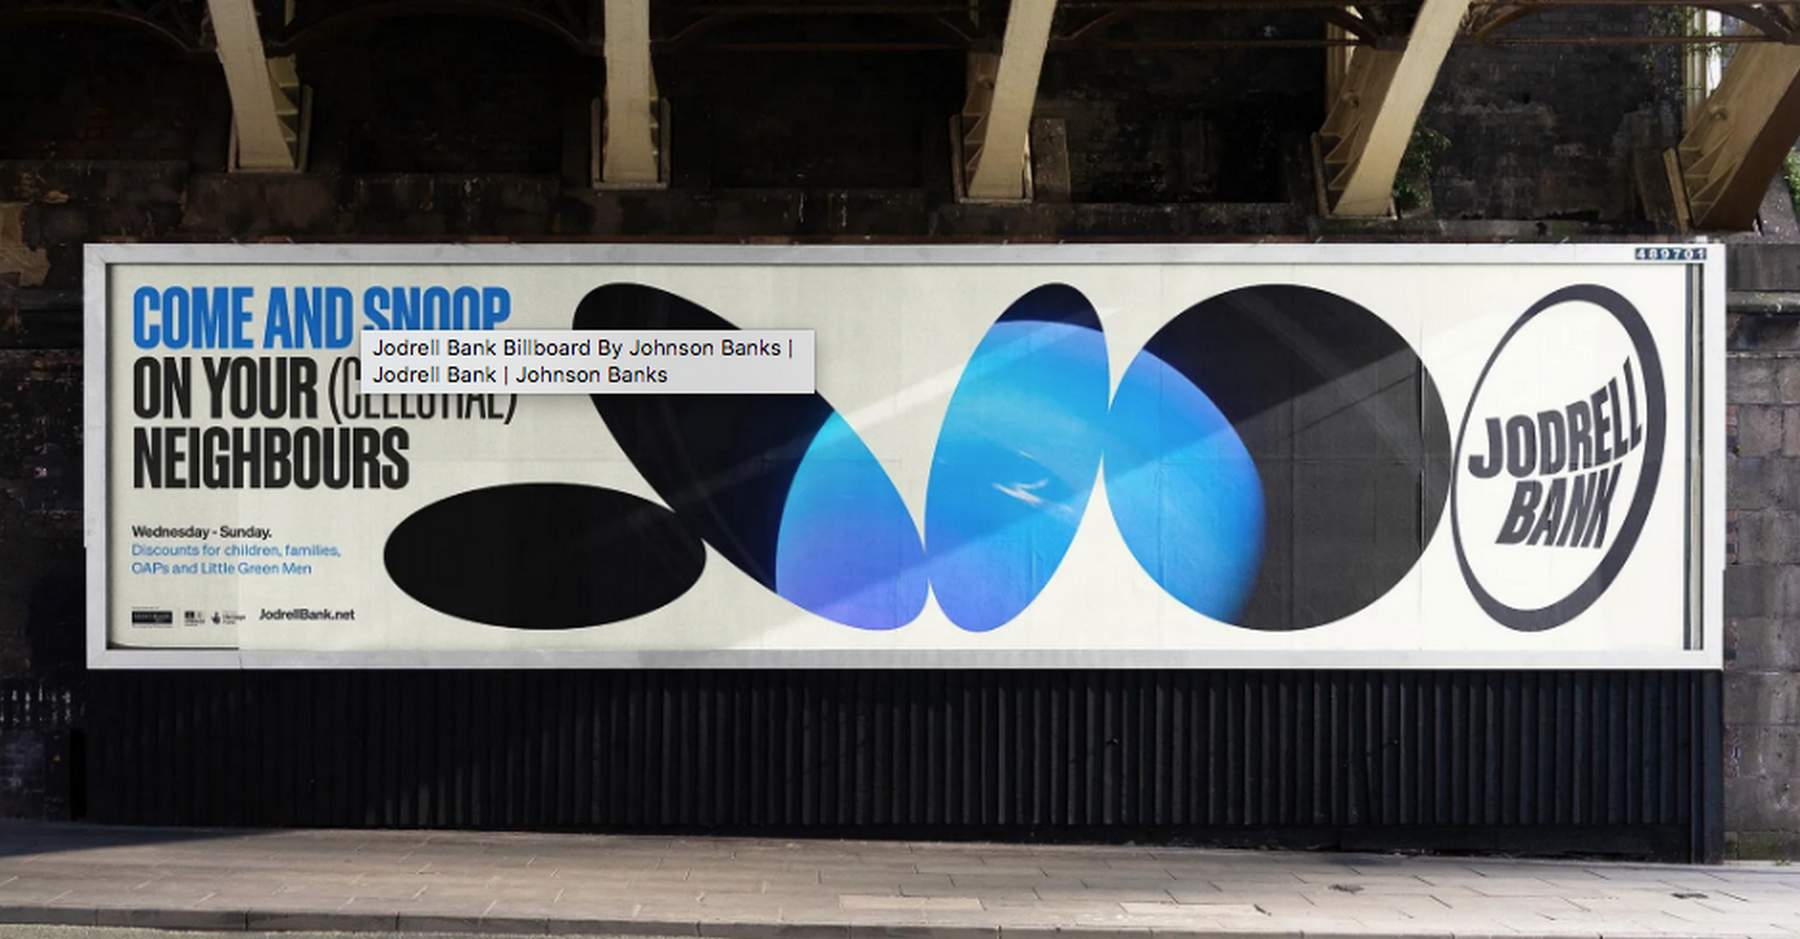 489701
COME AND SNOOP
ON YOUR (CELESTIAL)
NEIGHBOURS
Jodrell Bank Billboard By Johnson Banks |
Jodrell Bank | Johnson Banks
Wednesday - Sunday.
Discounts for children, families,
OAPs and Little Green Men
JodrellBank.net
JODRELL
BANK